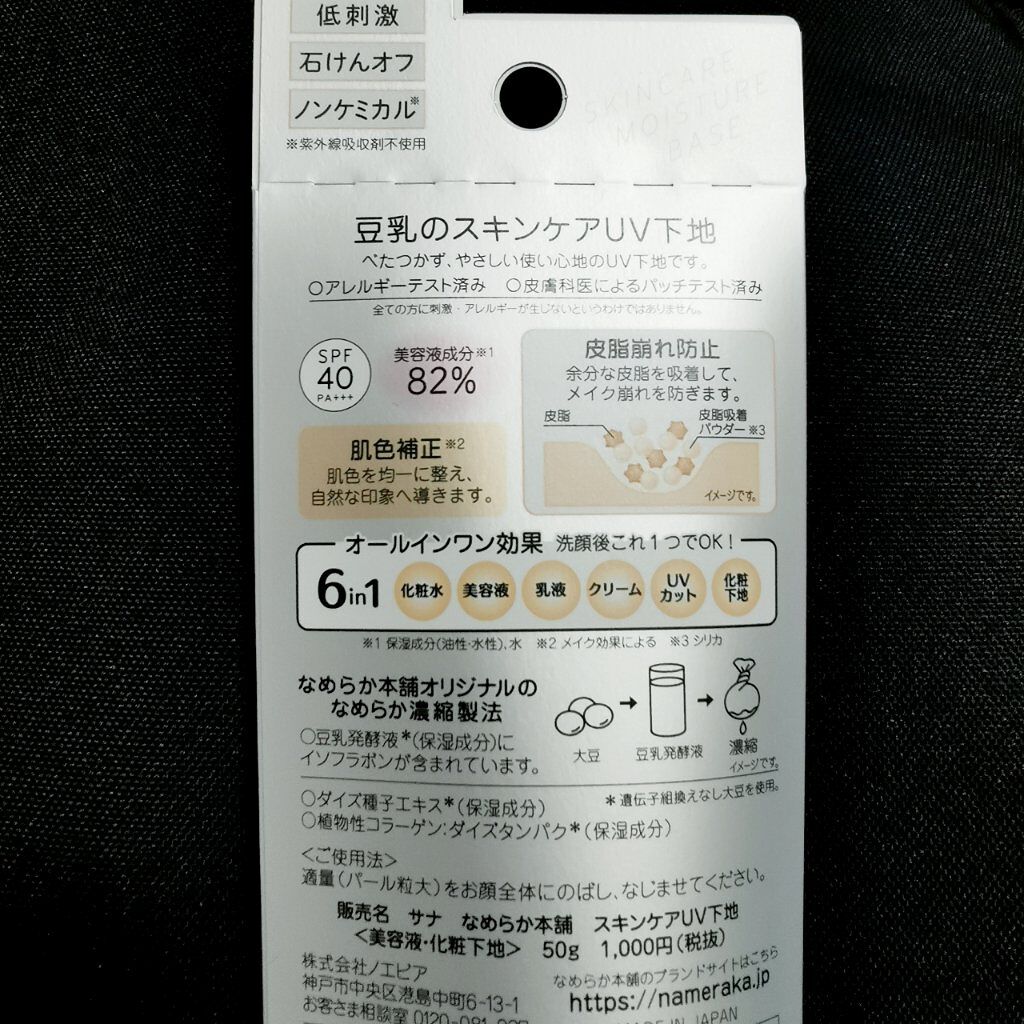 低刺激
石けんオフ
ノンケミカル※
※紫外線吸収剤不使用
SKINCARE
MOISTURE
BASE
豆乳のスキンケアUV下地
べたつかず、やさしい使い心地のUV下地です。
○アレルギーテスト済み ○皮膚科医によるパッチテスト済み
全ての方に刺激・アレルギーが生じないというわけではありません。
SPF
40
PA+++
美容液成分※1
82%
肌色補正※2
肌色を均一に整え、
自然な印象へ導きます。
皮脂崩れ防止
余分な皮脂を吸着して、
メイク崩れを防ぎます。
皮脂
皮脂吸着
パウダー※3
イメージです。
オールインワン効果 洗顔後これ1つでOK!
6in1 化粧水 美容液 乳液 クリーム UVカット 化粧下地
※1 保湿成分(油性・水性)、水 ※2 メイク効果による ※3 シリカ
なめらか本舗オリジナルの
なめらか濃縮製法
○豆乳発酵液*(保湿成分)に
イソフラボンが含まれています。
大豆
豆乳発酵液
濃縮
イメージです。
○ダイズ種子エキス*(保湿成分)
*遺伝子組換えなし大豆を使用。
○植物性コラーゲン:ダイズタンパク*(保湿成分)
<ご使用法>
適量(パール粒大)をお顔全体にのばし、なじませてください。
販売名 サナ なめらか本舗 スキンケアUV下地
<美容液・化粧下地> 50g 1,000円(税抜)
株式会社ノエビア
神戸市中央区港島中町6-13-1
お客さま相談室 0120-081-937
なめらか本舗のブランドサイトはこちら
https://nameraka.jp
MADE IN JAPAN